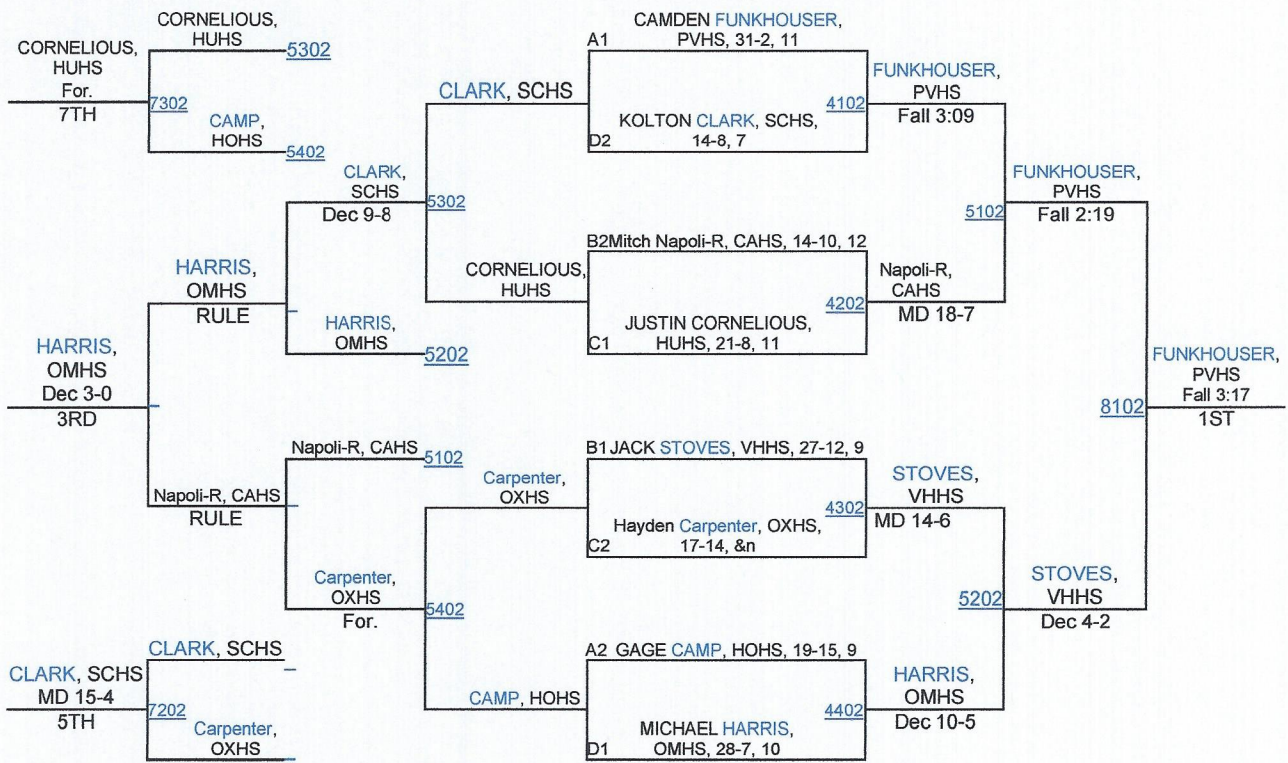 CORNELIOUS,
HUHS
5302
CORNELIOUS,
HUHS
For.
7TH
7302
CAMP,
HOHS
5402
CLARK,
SCHS
Dec 9-8
5302
HARRIS,
OMHS
RULE
HARRIS,
OMHS
5202
HARRIS,
OMHS
Dec 3-0
3RD
Napoli-R, CAHS
5102
Napoli-R, CAHS
RULE
Carpenter,
OXHS
For.
5402
CLARK, SCHS
CLARK, SCHS
MD 15-4
5TH
7202
Carpenter,
OXHS
CLARK, SCHS
CORNELIOUS,
HUHS
Carpenter,
OXHS
CAMP, HOHS
CAMDEN FUNKHOUSER,
A1 PVHS, 31-2, 11
4102
KOLTON CLARK, SCHS,
D2 14-8, 7
B2 Mitch Napoli-R, CAHS, 14-10, 12
4202
JUSTIN CORNELIOUS,
HUHS, 21-8, 11
C1
B1 JACK STOVES, VHHS, 27-12, 9
4302
Hayden Carpenter, OXHS,
17-14, &n
C2
A2 GAGE CAMP, HOHS, 19-15, 9
4402
MICHAEL HARRIS,
OMHS, 28-7, 10
D1
FUNKHOUSER,
PVHS
Fall 3:09
5102
Napoli-R,
CAHS
MD 18-7
STOVES,
VHHS
MD 14-6
5202
HARRIS,
OMHS
Dec 10-5
FUNKHOUSER,
PVHS
Fall 2:19
8102
STOVES,
VHHS
Dec 4-2
FUNKHOUSER,
PVHS
Fall 3:17
1ST